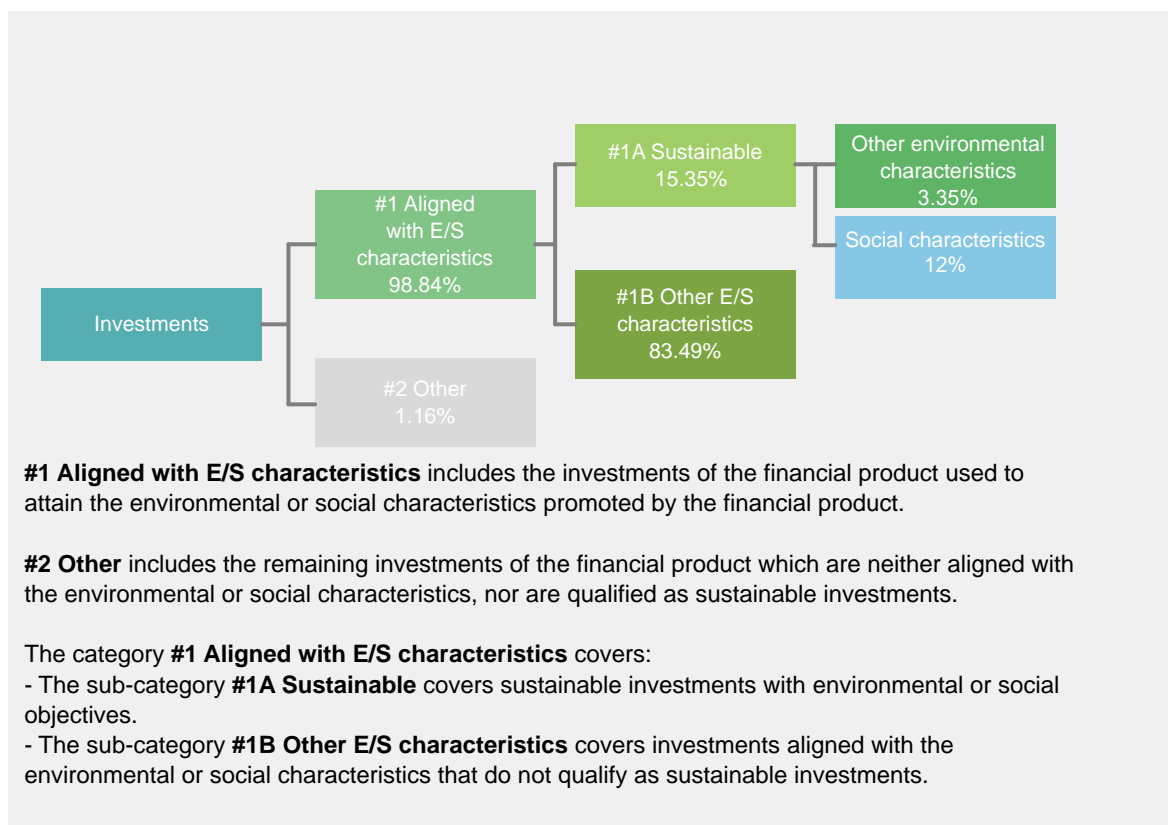 Investments
#1 Aligned
with E/S
characteristics
98.84%
#2 Other
1.16%
#1A Sustainable
15.35%
#1B Other E/S
characteristics
83.49%
Other environmental
characteristics
3.35%
Social characteristics
12%
#1 Aligned with E/S characteristics includes the investments of the financial product used to
attain the environmental or social characteristics promoted by the financial product.
#2 Other includes the remaining investments of the financial product which are neither aligned with
the environmental or social characteristics, nor are qualified as sustainable investments.
The category #1 Aligned with E/S characteristics covers:
- The sub-category #1A Sustainable covers sustainable investments with environmental or social
objectives.
- The sub-category #1B Other E/S characteristics covers investments aligned with the
environmental or social characteristics that do not qualify as sustainable investments.